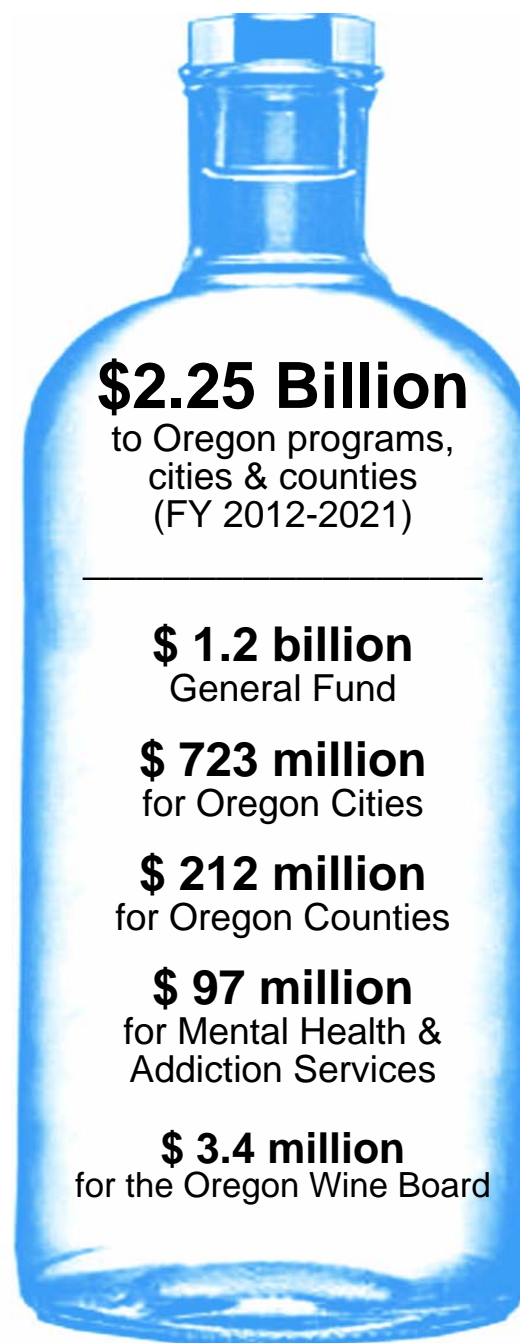 $2.25 Billion
to Oregon programs,
cities & counties
(FY 2012-2021)
$ 1.2 billion
General Fund
$ 723 million
for Oregon Cities
$ 212 million
for Oregon Counties
$ 97 million
for Mental Health &
Addiction Services
$ 3.4 million
for the Oregon Wine Board